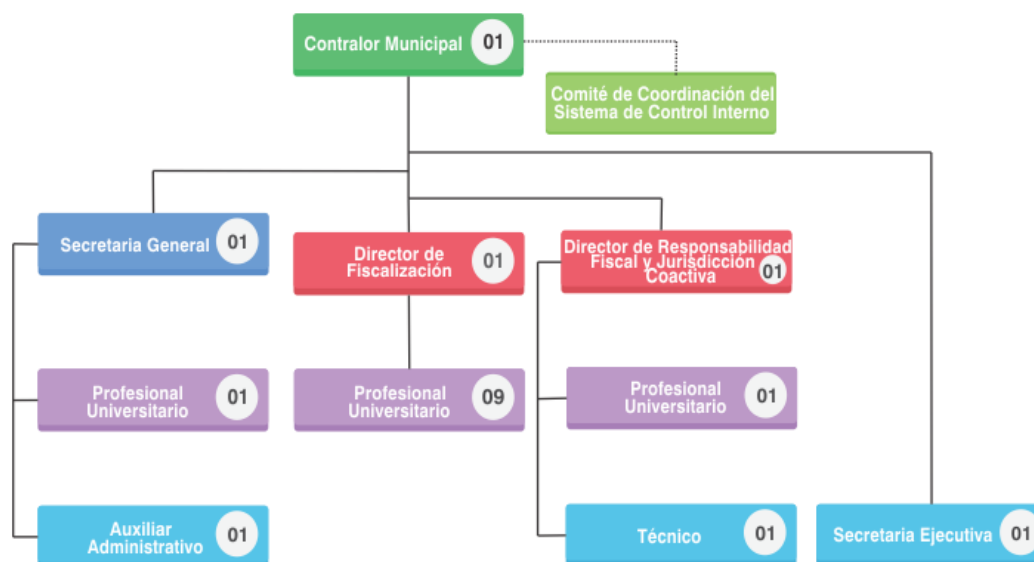 Contralor Municipal 01
Comité de Coordinación del
Sistema de Control Interno
Secretaria General 01
Director de
Fiscalización 01
Director de Responsabilidad
Fiscal y Jurisdicción
Coactiva 01
Profesional
Universitario 01
Profesional
Universitario 09
Profesional
Universitario 01
Auxiliar
Administrativo 01
Técnico 01
Secretaria Ejecutiva 01